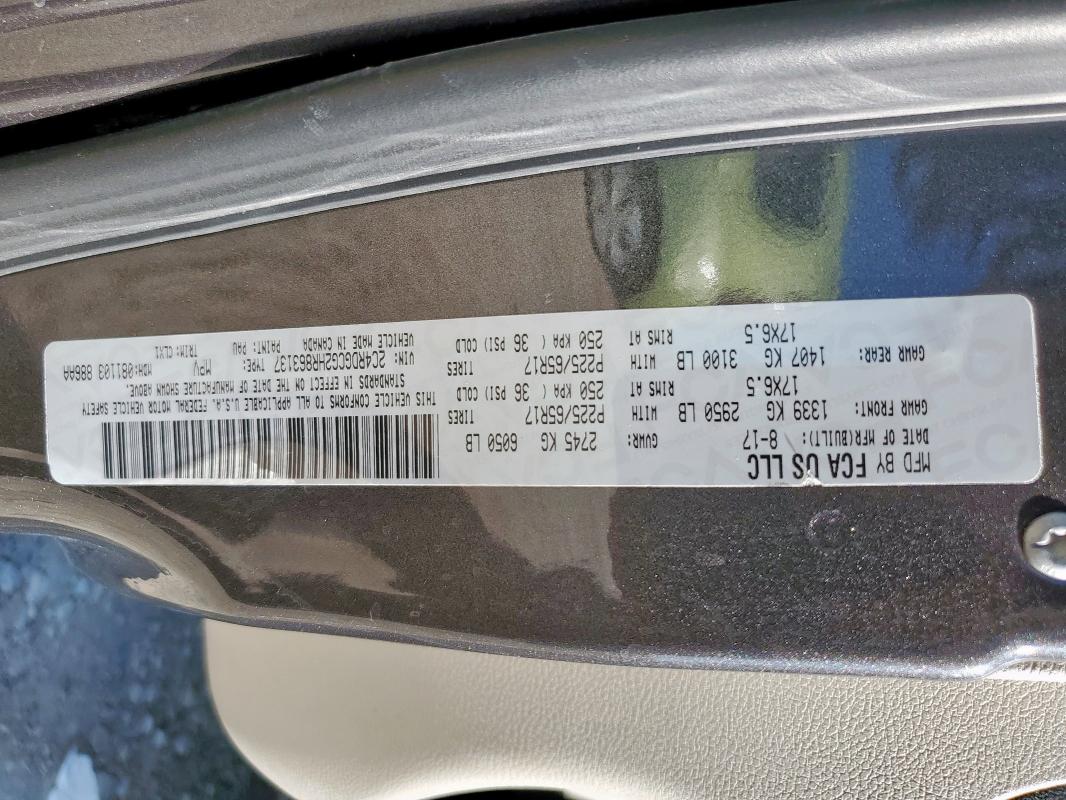 MFD BY FCA US LLC
DATE OF MFR(BUILT): 8-17 GVWR: 2745 KG 6050 LB
GAWR FRONT: 1339 KG 2950 LB WITH P225/65R17 TIRES
17X6.5 RIMS AT 250 KPA ( 36 PSI) COLD
GAWR REAR: 1407 KG 3100 LB WITH P225/65R17 TIRES
17X6.5 RIMS AT 250 KPA ( 36 PSI) COLD
THIS VEHICLE CONFORMS TO ALL APPLICABLE U.S.A. FEDERAL MOTOR VEHICLE SAFETY
STANDARDS IN EFFECT ON THE DATE OF MANUFACTURE SHOWN ABOVE.
VIN: 2C4RDGCG2HR863137 TYPE: MPV MDH:081103 886AA
VEHICLE MADE IN CANADA PAINT: PAU TRIM: CLX1